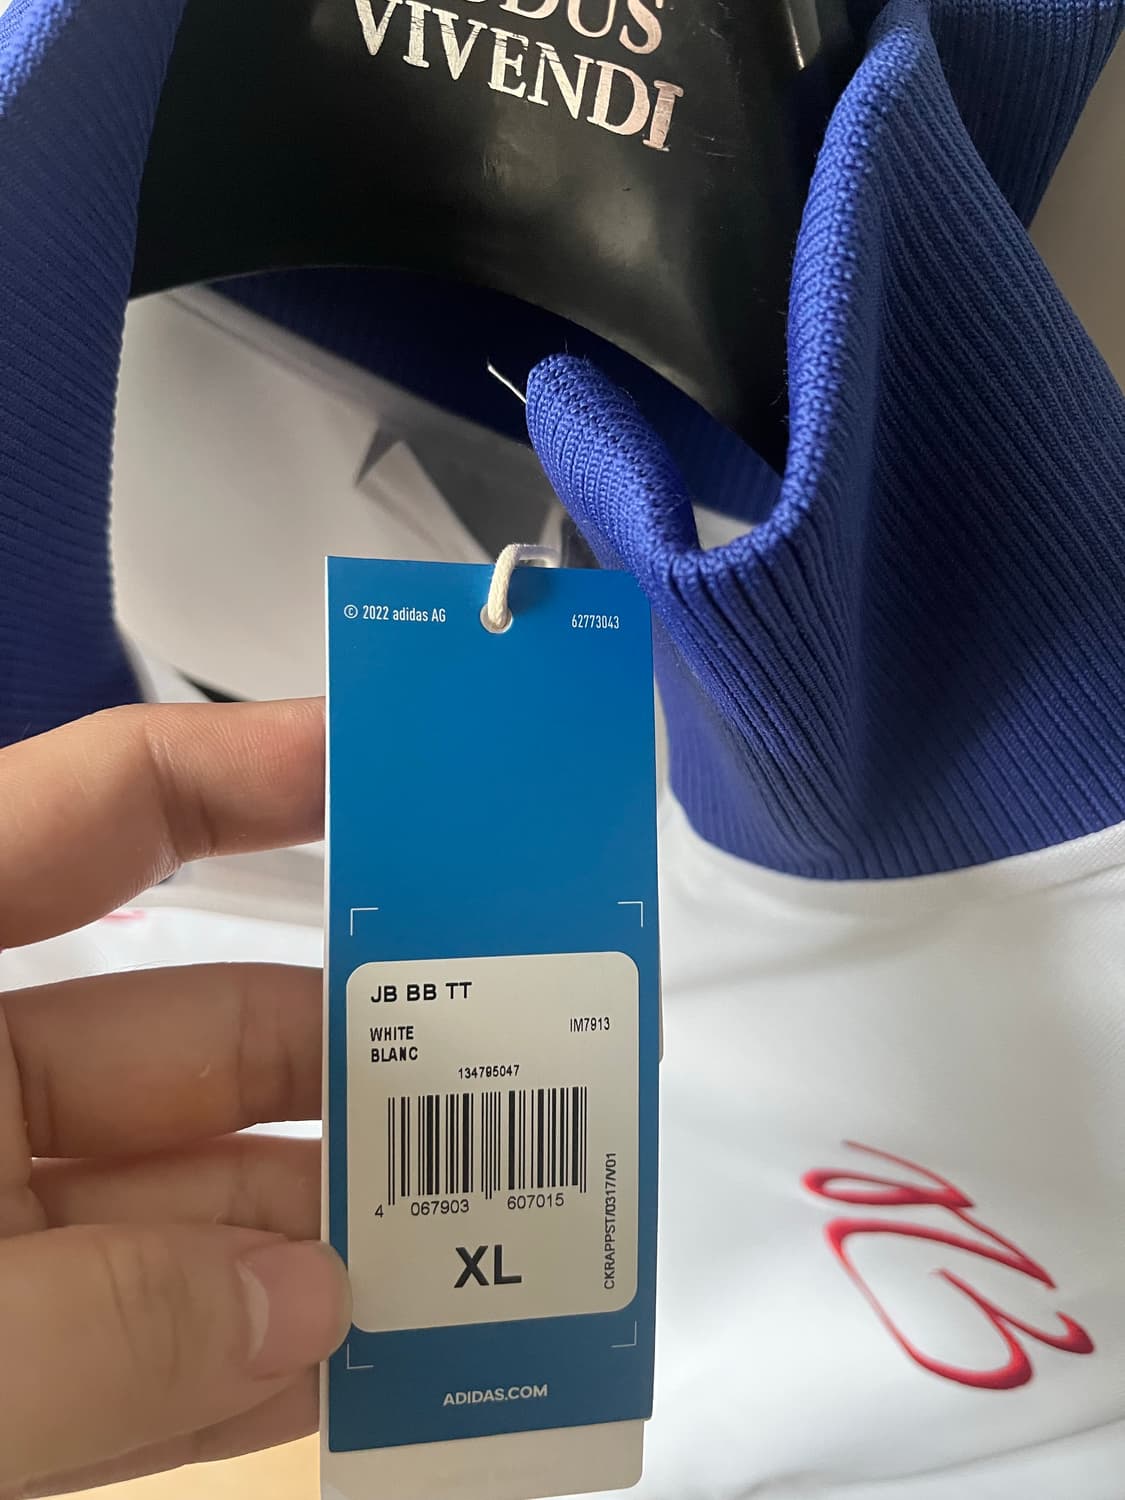 VIVENDI
© 2022 adidas AG
62773043
JB BB TT
WHITE
IM7913
BLANC
134795047
4 067903 607015
CKRAPPST/0317/V01
XL
ADIDAS.COM